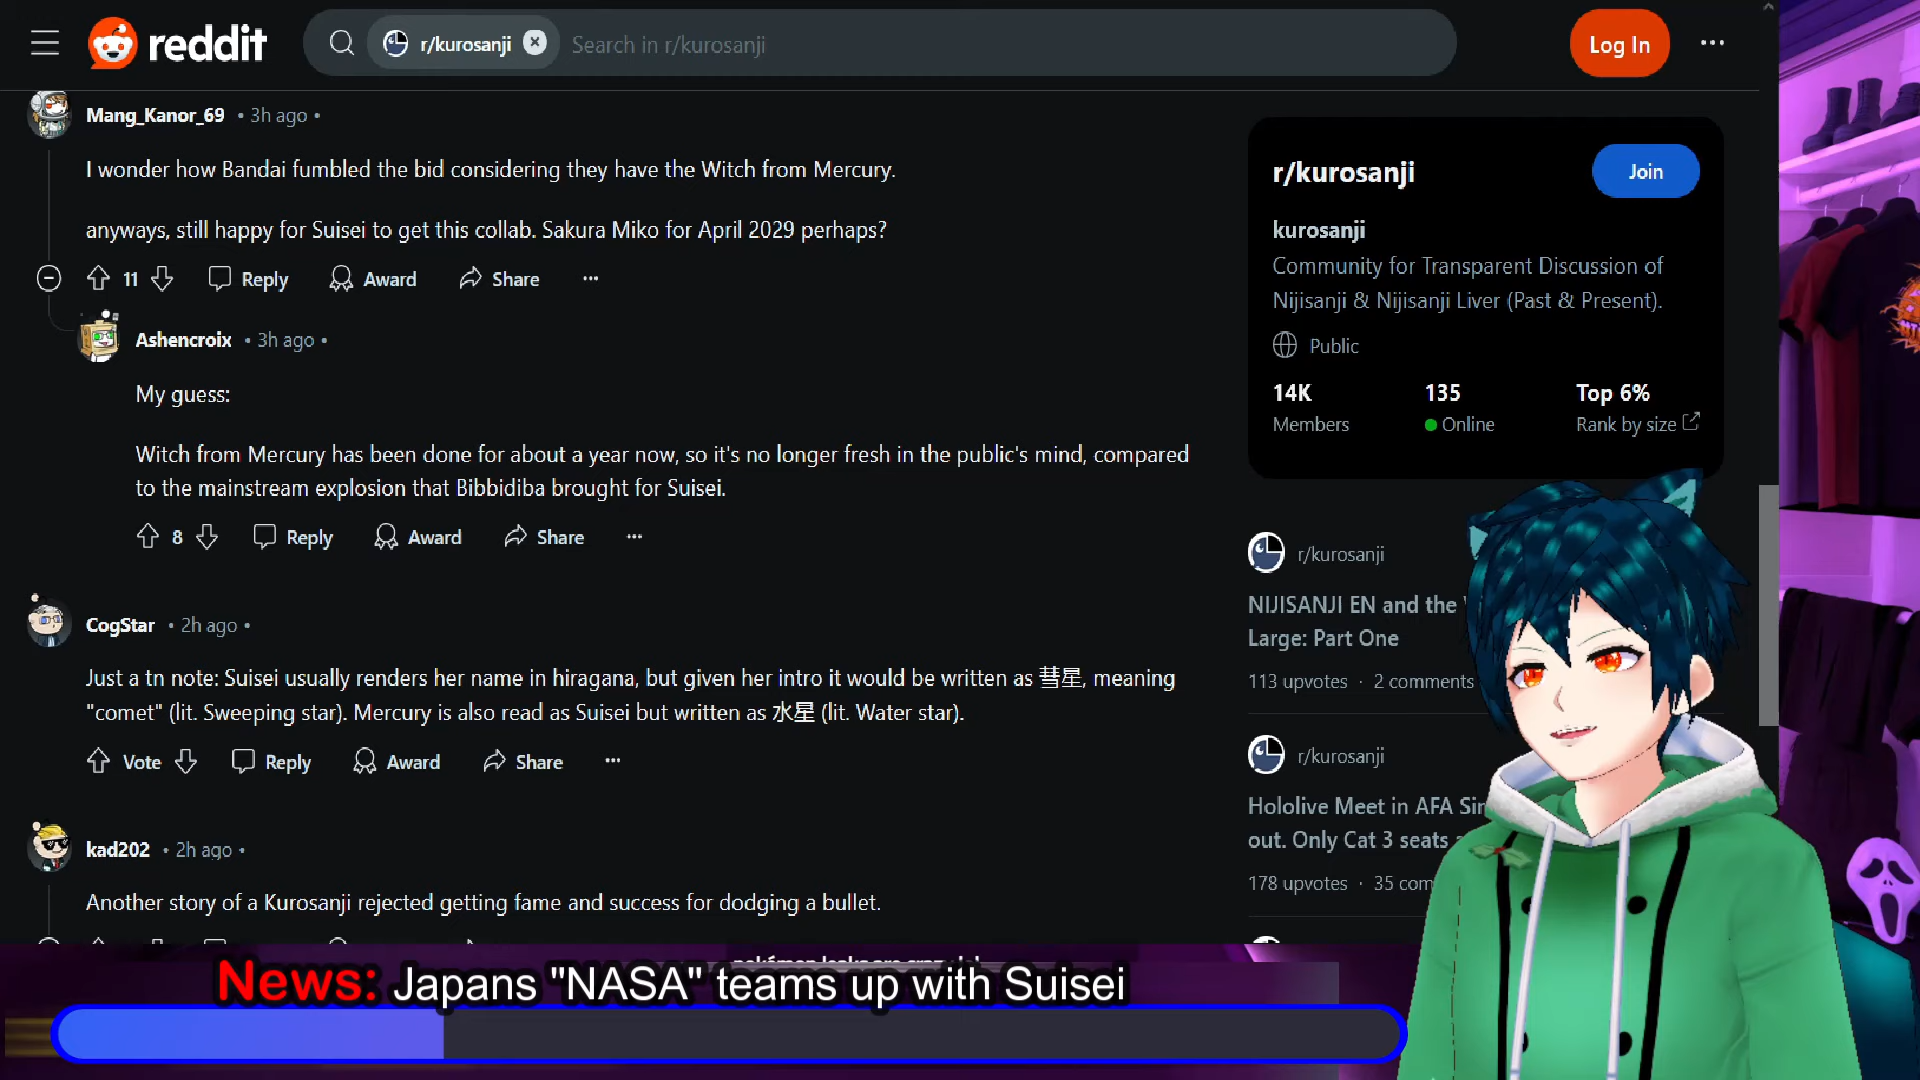 reddit
r/kurosanji
Search in r/kurosanji
Log In
Mang_Kanor_69 • 3h ago •
I wonder how Bandai fumbled the bid considering they have the Witch from Mercury.
anyways, still happy for Suisei to get this collab. Sakura Miko for April 2029 perhaps?
11 Reply Award Share
Ashencroix • 3h ago •
My guess:
Witch from Mercury has been done for about a year now, so it's no longer fresh in the public's mind, compared
to the mainstream explosion that Bibbidiba brought for Suisei.
8 Reply Award Share
CogStar • 2h ago •
Just a tn note: Suisei usually renders her name in hiragana, but given her intro it would be written as 彗星, meaning
"comet" (lit. Sweeping star). Mercury is also read as Suisei but written as 水星 (lit. Water star).
Vote Reply Award Share
kad202 • 2h ago •
Another story of a Kurosanji rejected getting fame and success for dodging a bullet.
r/kurosanji
Join
kurosanji
Community for Transparent Discussion of
Nijisanji & Nijisanji Liver (Past & Present).
Public
14K 135 Top 6%
Members Online Rank by size
r/kurosanji
NIJISANJI EN and the
Large: Part One
113 upvotes · 2 comments
r/kurosanji
Hololive Meet in AFA
out. Only Cat 3 seats
178 upvotes · 35
News: Japans "NASA" teams up with Suisei